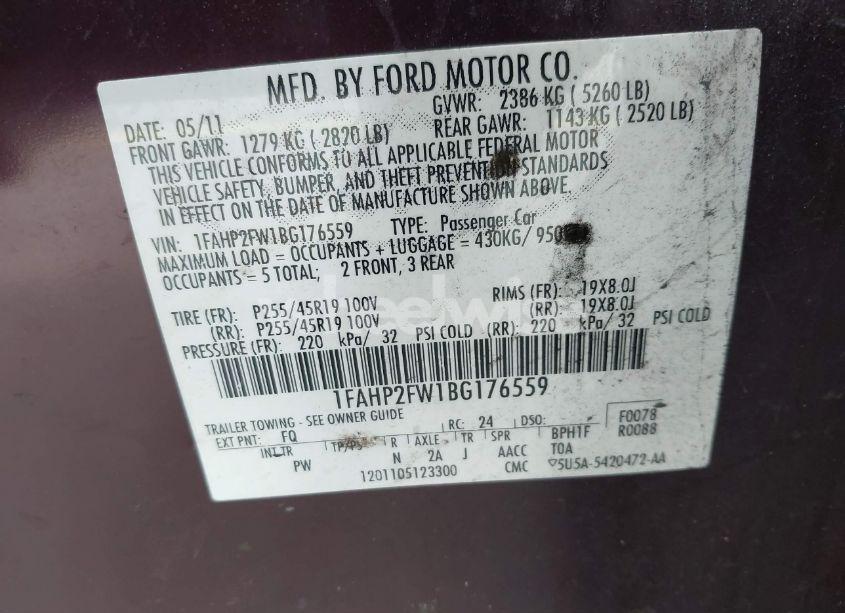 MFD. BY FORD MOTOR CO.
DATE: 05/11 GVWR: 2386 KG ( 5260 LB)
FRONT GAWR: 1279 KG ( 2820 LB) REAR GAWR: 1143 KG ( 2520 LB)
THIS VEHICLE CONFORMS TO ALL APPLICABLE FEDERAL MOTOR
VEHICLE SAFETY, BUMPER, AND THEFT PREVENTION STANDARDS
IN EFFECT ON THE DATE OF MANUFACTURE SHOWN ABOVE.
VIN: 1FAHP2FW1BG176559 TYPE: Passenger Car
MAXIMUM LOAD = OCCUPANTS + LUGGAGE = 430KG/ 950
OCCUPANTS = 5 TOTAL; 2 FRONT, 3 REAR
TIRE (FR): P255/45R19 100V RIMS (FR): 19X8.0J
(RR): P255/45R19 100V (RR): 19X8.0J
PRESSURE (FR): 220 kPa/ 32 PSI COLD (RR): 220 kPa/ 32 PSI COLD
1FAHP2FW1BG176559
TRAILER TOWING - SEE OWNER GUIDE RC: 24 DSO: F0078
EXT PNT: FQ R AXLE TR SPR BPH1F R0088
INT TR TP/PS N 2A J AACC TOA
PW 1201105123300 CMC ▽5U5A-5420472-AA